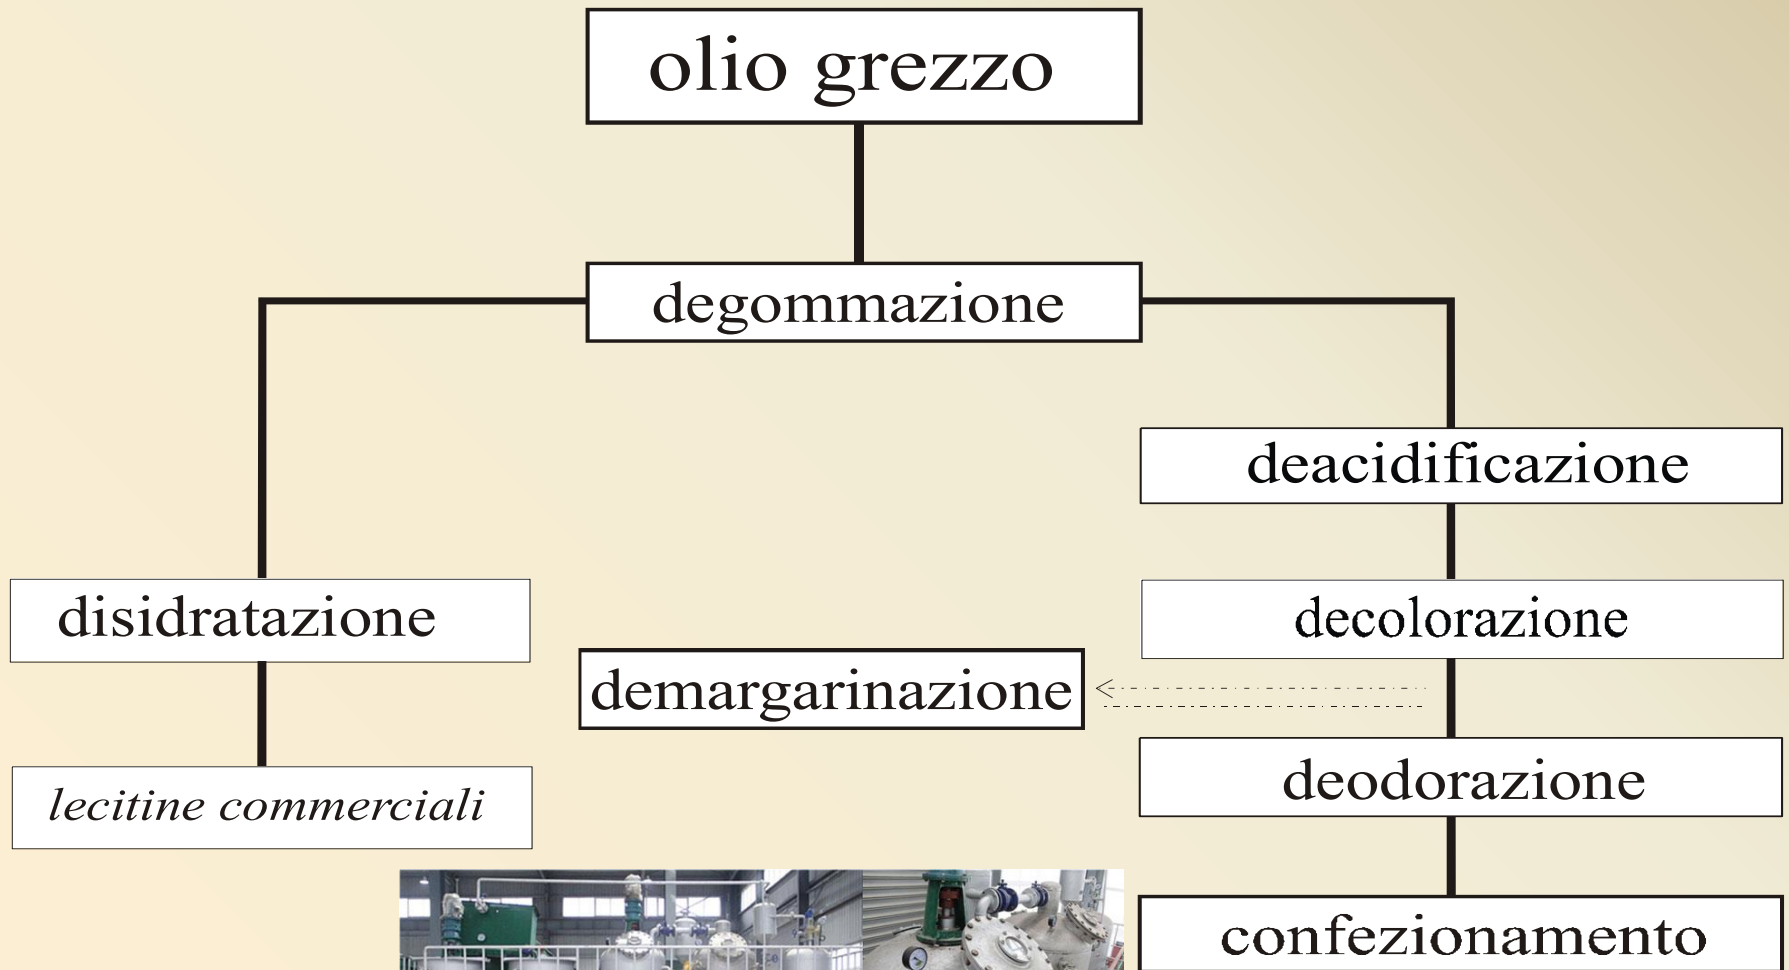 olio grezzo
degommazione
deacidificazione
disidratazione
decolorazione
demargarinazione
deodorazione
lecitine commerciali
confezionamento